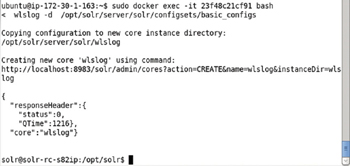 ubuntu@ip-172-30-1-163:~$ sudo docker exec -it 23f48c21cf91 bash
< wlslog -d /opt/solr/server/solr/configsets/basic_configs
Copying configuration to new core instance directory:
/opt/solr/server/solr/wlslog
Creating new core 'wlslog' using command:
http://localhost:8983/solr/admin/cores?action=CREATE&name=wlslog&instanceDir=wls
log
{
"responseHeader":{
"status":0,
"QTime":1216},
"core":"wlslog"}
solr@solr-rc-s82ip:/opt/solr$